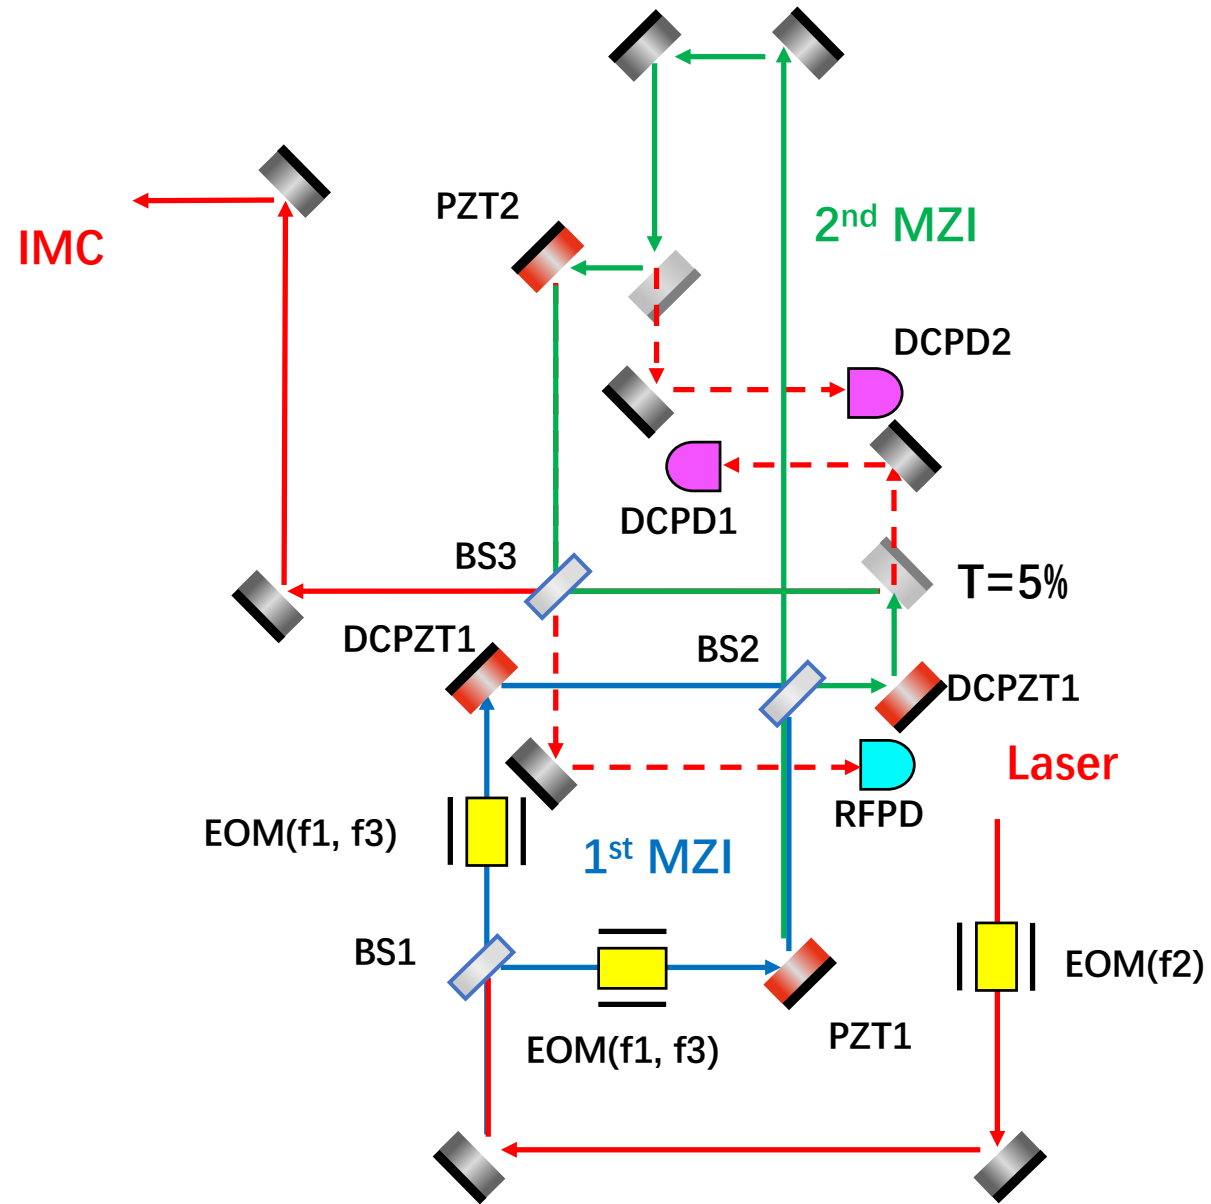 PZT2
2nd MZI
IMC
DCPD2
DCPD1
BS3
T=5%
DCPZT1
BS2
DCPZT1
Laser
RFPD
EOM(f1, f3)
1st MZI
BS1
EOM(f2)
PZT1
EOM(f1, f3)